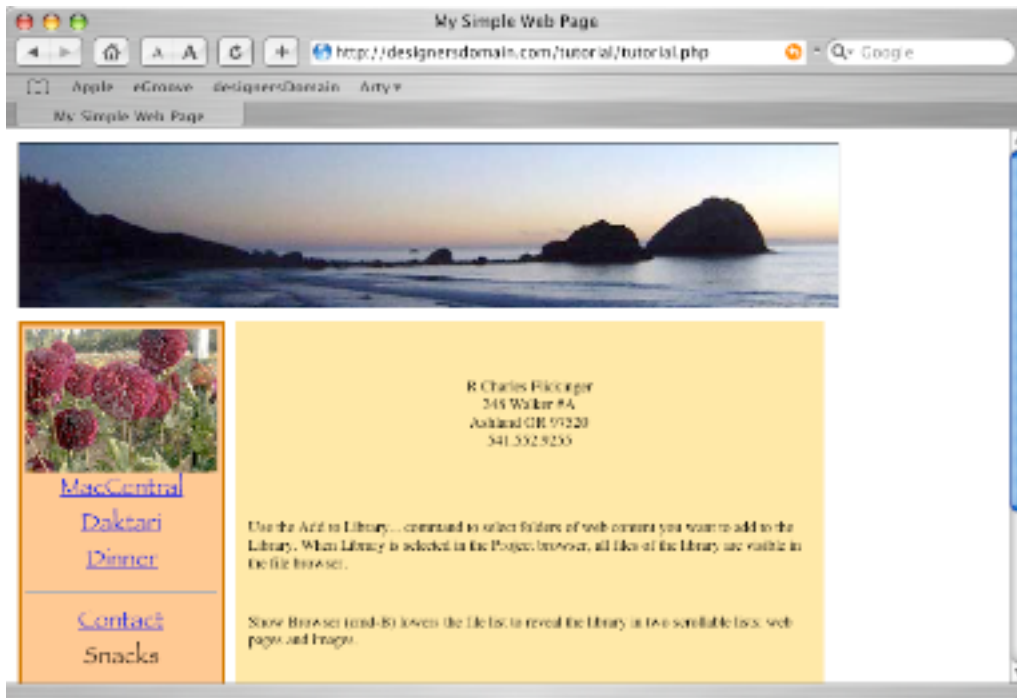 My Simple Web Page
A A http://designersdomain.com/tutorial/tutorial.php Google
Apple eGroove designersDomain Arty
My Simple Web Page
R Charles Flickinger
348 Walker #A
Ashland OR 97520
541.552.9255
MacCentral
Daktari
Dinner
Contact
Snacks
Use the Add to Library... command to select folders of web content you want to add to the
Library. When Library is selected in the Project browser, all files of the library are visible in
the file browser.
Show Browser (cmd-B) lowers the file list to reveal the library in two scrollable lists: web
pages and images.